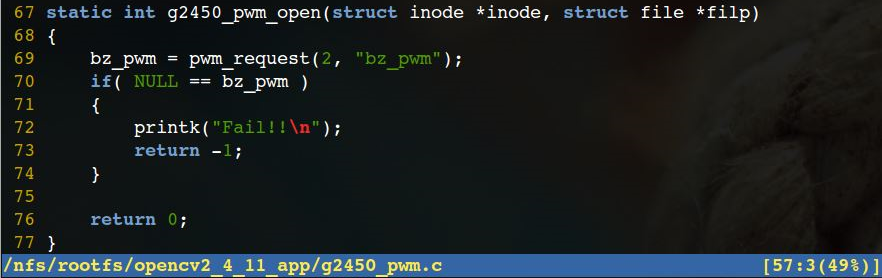 67 static int g2450_pwm_open(struct inode *inode, struct file *filp)
68 {
69     bz_pwm = pwm_request(2, "bz_pwm");
70     if( NULL == bz_pwm )
71     {
72         printk("Fail!!\n");
73         return -1;
74     }
75
76     return 0;
77 }
/nfs/rootfs/opencv2_4_11_app/g2450_pwm.c [57:3(49%)]